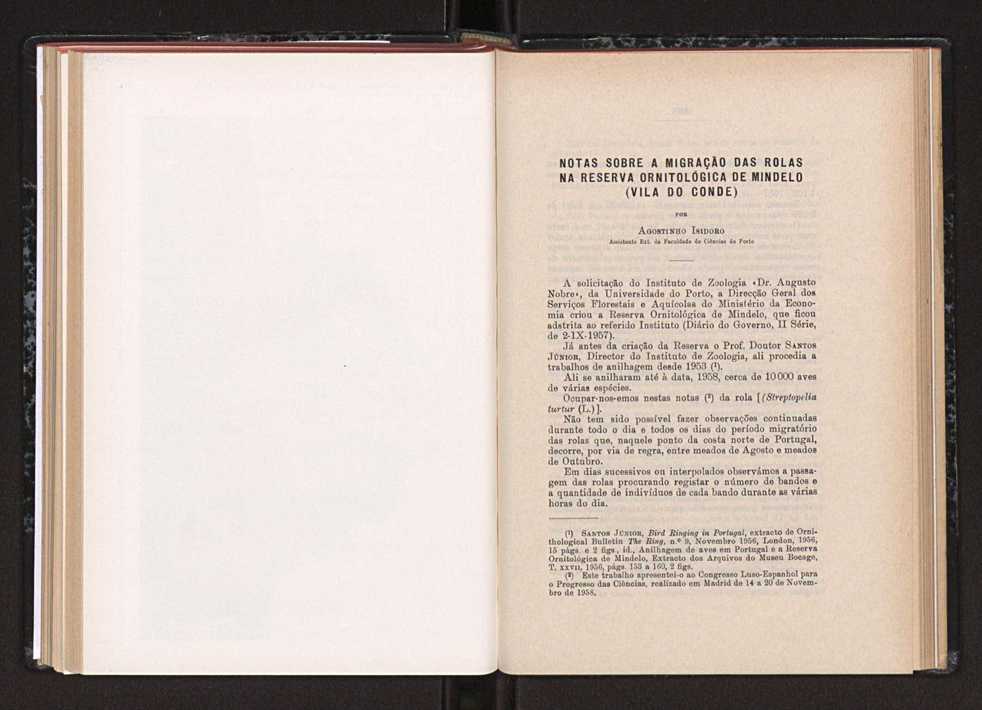 NOTAS SOBRE A MIGRAÇÃO DAS ROLAS
NA RESERVA ORNITOLÓGICA DE MINDELO
(VILA DO CONDE)
POR
AGOSTINHO ISIDORO
Assistente Ext. da Faculdade de Ciências do Porto
A solicitação do Instituto de Zoologia «Dr. Augusto
Nobre», da Universidade do Porto, a Direcção Geral dos
Serviços Florestais e Aquícolas do Ministério da Econo-
mia criou a Reserva Ornitológica de Mindelo, que ficou
adstrita ao referido Instituto (Diário do Governo, II Série,
de 2-IX-1957).
Já antes da criação da Reserva o Prof. Doutor SANTOS
JÚNIOR, Director do Instituto de Zoologia, ali procedia a
trabalhos de anilhagem desde 1953 (¹).
Ali se anilharam até à data, 1958, cerca de 10 000 aves
de várias espécies.
Ocupar-nos-emos nestas notas (²) da rola [(Streptopelia
turtur (L.)].
Não tem sido possível fazer observações continuadas
durante todo o dia e todos os dias do período migratório
das rolas que, naquele ponto da costa norte de Portugal,
decorre, por via de regra, entre meados de Agosto e meados
de Outubro.
Em dias sucessivos ou interpolados observámos a passa-
gem das rolas procurando registar o número de bandos e
a quantidade de indivíduos de cada bando durante as várias
horas do dia.
(¹) SANTOS JÚNIOR, Bird Ringing in Portugal, extracto de Orni-
thological Bulletin The Ring, n.º 9, Novembro 1956, London, 1956,
15 págs. e 2 figs., id., Anilhagem de aves em Portugal e a Reserva
Ornitológica de Mindelo, Extracto dos Arquivos do Museu Bocage,
T. XXVII, 1956, págs. 153 a 160, 2 figs.
(²) Este trabalho apresentei-o ao Congresso Luso-Espanhol para
o Progresso das Ciências, realizado em Madrid de 14 a 20 de Novem-
bro de 1958.